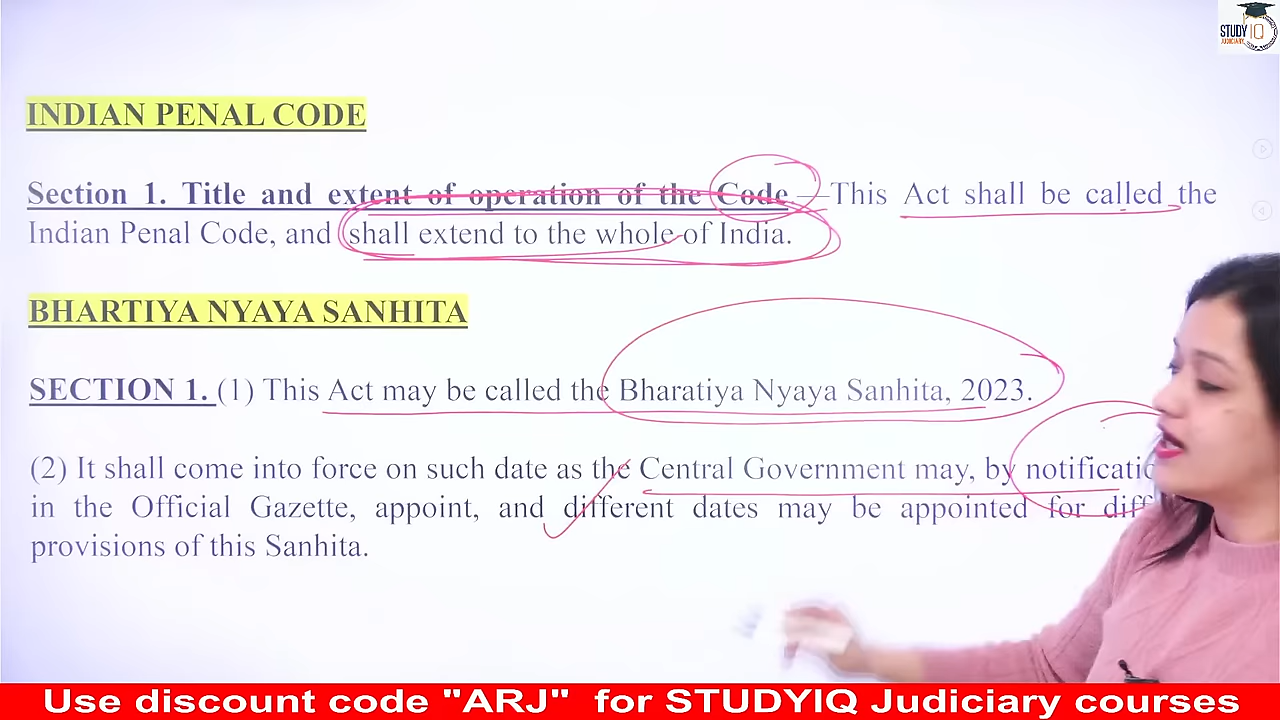 STUDY IQ
JUDICIARY
INDIAN PENAL CODE
Section 1. Title and extent of operation of the Code.—This Act shall be called the
Indian Penal Code, and shall extend to the whole of India.
BHARTIYA NYAYA SANHITA
SECTION 1. (1) This Act may be called the Bharatiya Nyaya Sanhita, 2023.
(2) It shall come into force on such date as the Central Government may, by
in the Official Gazette, appoint, and different dates may be appointed for
provisions of this Sanhita.
Use discount code "ARJ" for STUDYIQ Judiciary courses